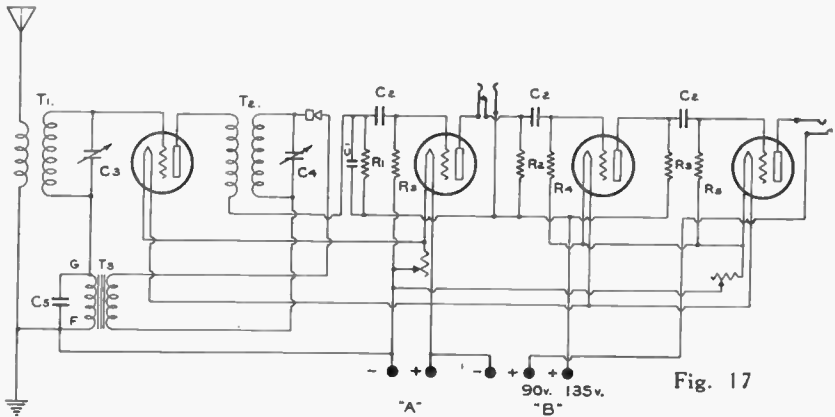 T1.
C3
T2.
C4
C1
R1
C2
R3
C2
R2
R4
C2
R3
R5
G T3
C5
F
- + - + +
90v. 135v.
"A" "B"
Fig. 17